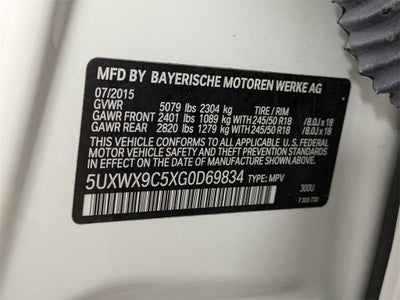 MFD BY BAYERISCHE MOTOREN WERKE AG
07/2015
GVWR 5079 lbs 2304 kg TIRE / RIM
GAWR FRONT 2401 lbs 1089 kg WITH 245/50 R18 / 8.0J x 18
GAWR REAR 2820 lbs 1279 kg WITH 245/50 R18 / 8.0J x 18
THIS VEHICLE CONFORMS TO ALL APPLICABLE U.S. FEDERAL
MOTOR VEHICLE SAFETY STANDARDS IN EFFECT ON THE
DATE OF MANUFACTURE SHOWN ABOVE.
5UXWX9C5XG0D69834 TYPE: MPV
300U
7 320 730